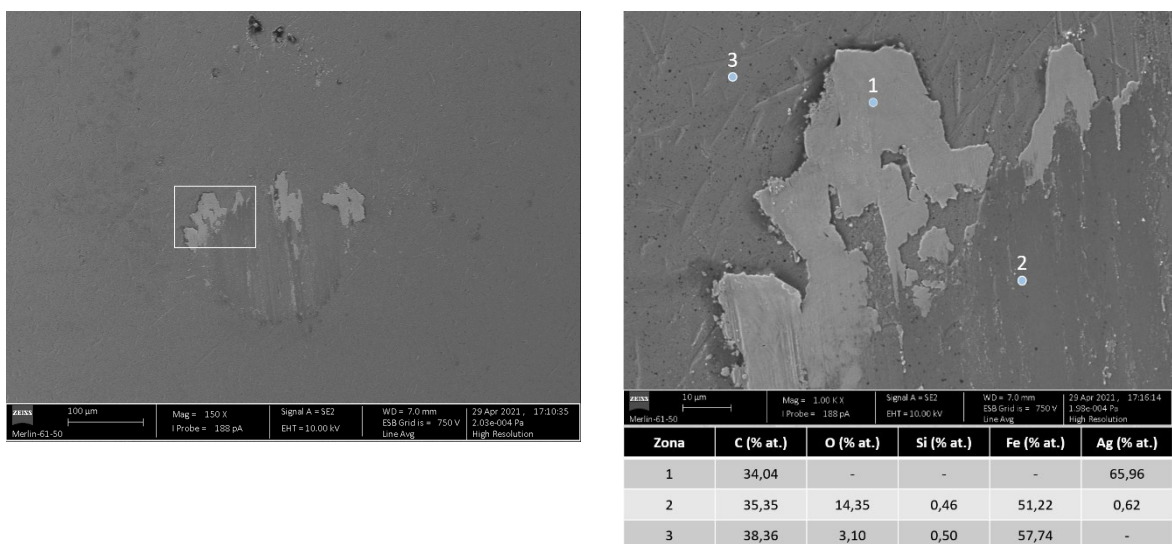 ZEISS
Merlin-61-50
100 µm
Mag = 150 X
I Probe = 188 pA
Signal A = SE2
EHT = 10.00 kV
WD = 7.0 mm
ESB Grid is = 750 V
Line Avg
29 Apr 2021 , 17:10:35
2.03e-004 Pa
High Resolution
3
1
2
ZEISS
Merlin-61-50
10 µm
Mag = 1.00 K X
I Probe = 188 pA
Signal A = SE2
EHT = 10.00 kV
WD = 7.0 mm
ESB Grid is = 750 V
Line Avg
29 Apr 2021 , 17:16:14
1.98e-004 Pa
High Resolution
Zona C (% at.) O (% at.) Si (% at.) Fe (% at.) Ag (% at.)
1 34,04 - - - 65,96
2 35,35 14,35 0,46 51,22 0,62
3 38,36 3,10 0,50 57,74 -